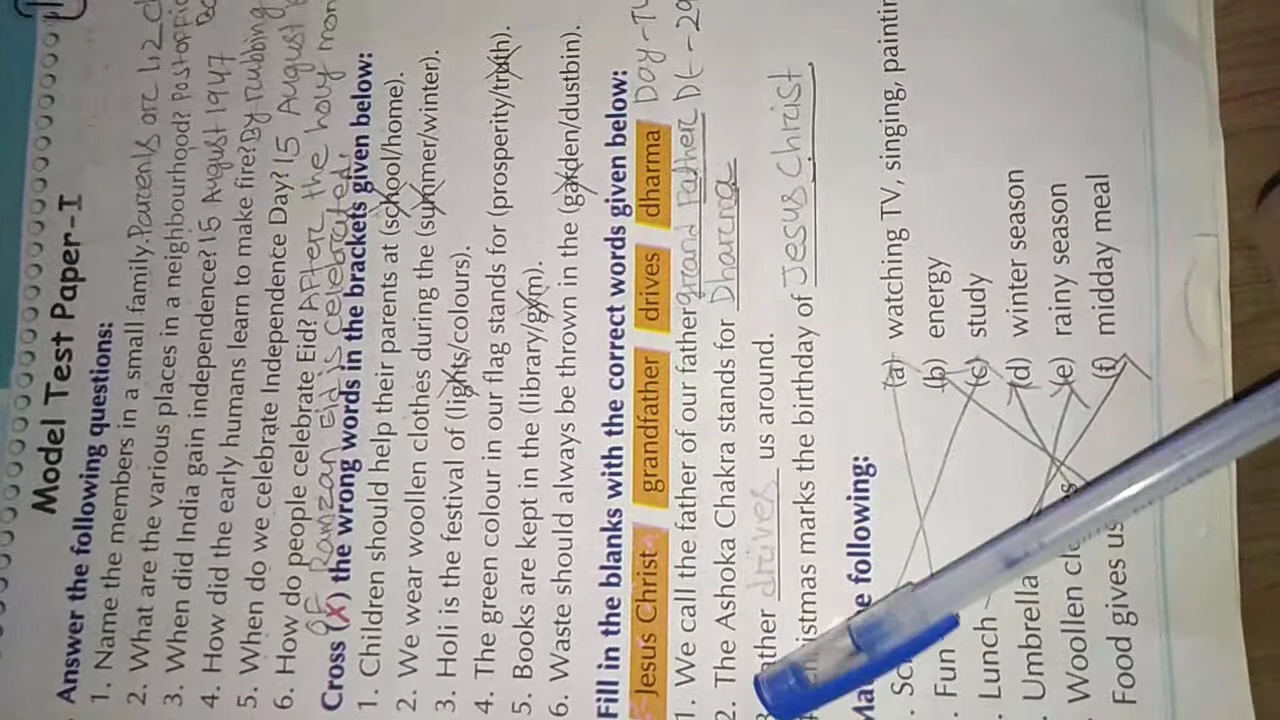 Model Test Paper-I
Answer the following questions:
1. Name the members in a small family. Parents are
2. What are the various places in a neighbourhood?
3. When did India gain independence? 15 August 1947
4. How did the early humans learn to make fire? By rubbing
5. When do we celebrate Independence Day? 15 August
6. How do people celebrate Eid? After the holy
of Ramzan Eid is celebrated.
Cross (X) the wrong words in the brackets given below:
1. Children should help their parents at (school/home).
2. We wear woollen clothes during the (summer/winter).
3. Holi is the festival of (lights/colours).
4. The green colour in our flag stands for (prosperity/truth).
5. Books are kept in the (library/gym).
6. Waste should always be thrown in the (garden/dustbin).
Fill in the blanks with the correct words given below:
Jesus Christ grandfather drives dharma
1. We call the father of our father grand Father
2. The Ashoka Chakra stands for Dharma
drives us around.
marks the birthday of Jesus Christ.
the following:
(a) watching TV, singing,
Fun (b) energy
Lunch (c) study
Umbrella (d) winter season
Woollen (e) rainy season
Food gives us (f) midday meal